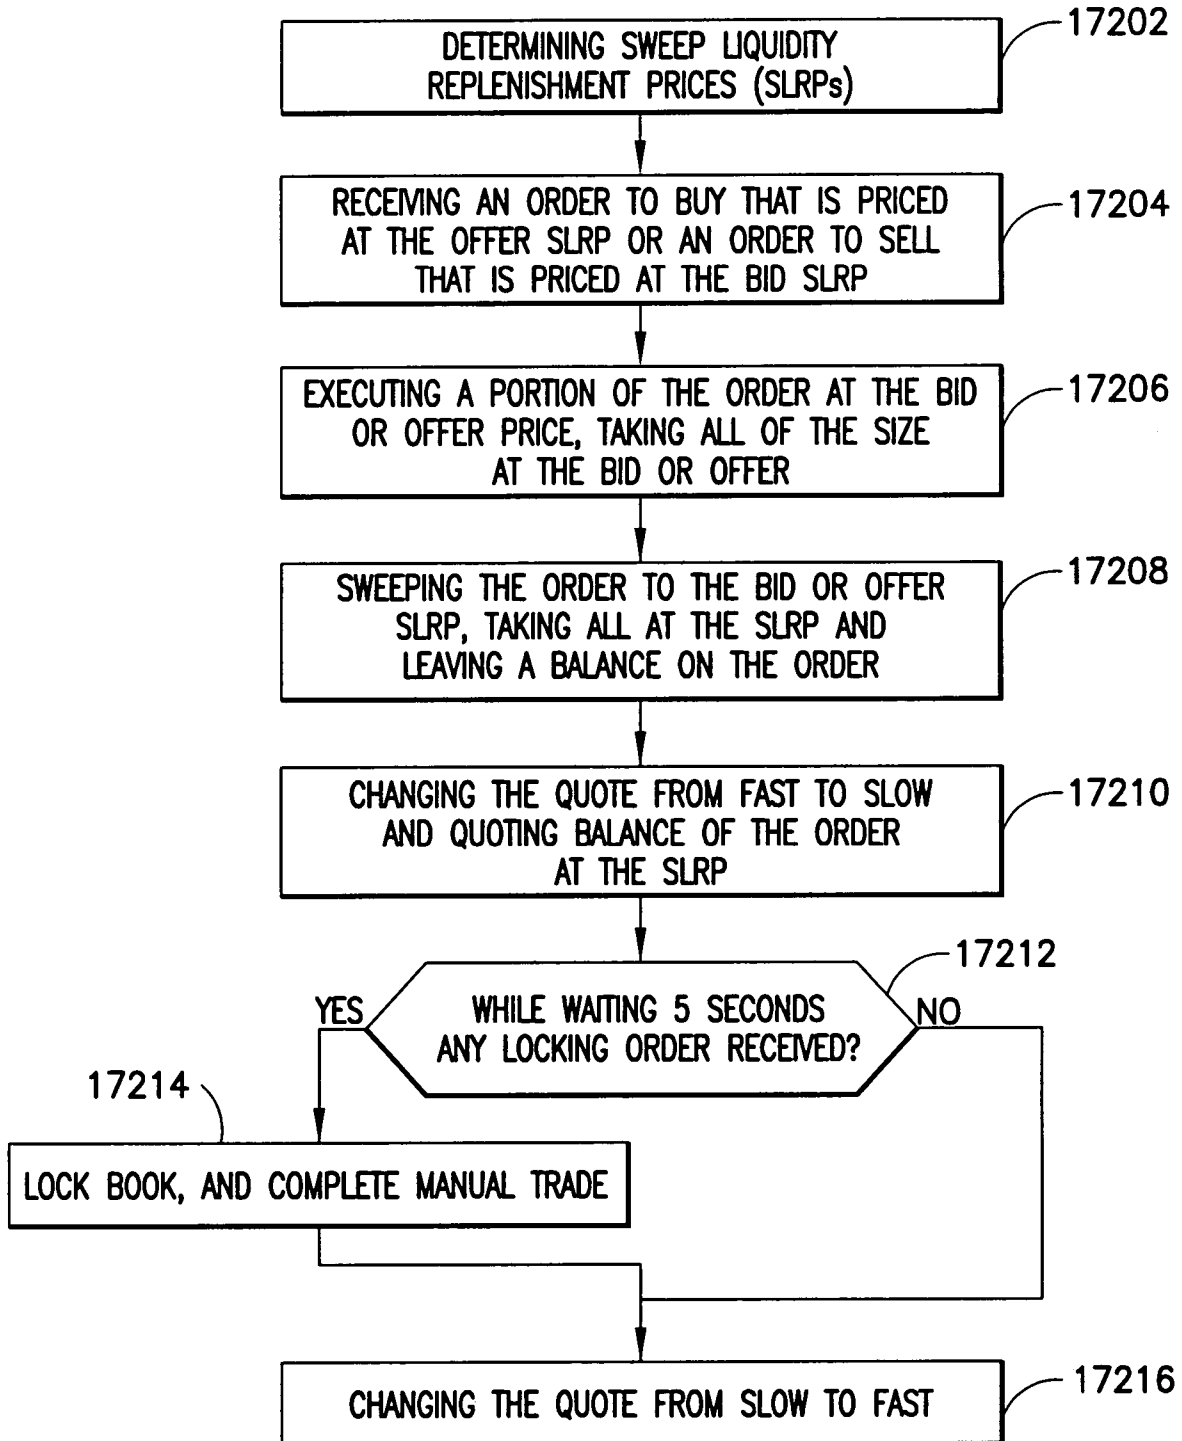 17202
DETERMINING SWEEP LIQUIDITY
REPLENISHMENT PRICES (SLRPs)
17204
RECEIVING AN ORDER TO BUY THAT IS PRICED
AT THE OFFER SLRP OR AN ORDER TO SELL
THAT IS PRICED AT THE BID SLRP
17206
EXECUTING A PORTION OF THE ORDER AT THE BID
OR OFFER PRICE, TAKING ALL OF THE SIZE
AT THE BID OR OFFER
17208
SWEEPING THE ORDER TO THE BID OR OFFER
SLRP, TAKING ALL AT THE SLRP AND
LEAVING A BALANCE ON THE ORDER
17210
CHANGING THE QUOTE FROM FAST TO SLOW
AND QUOTING BALANCE OF THE ORDER
AT THE SLRP
17212
YES
WHILE WAITING 5 SECONDS
ANY LOCKING ORDER RECEIVED?
NO
17214
LOCK BOOK, AND COMPLETE MANUAL TRADE
17216
CHANGING THE QUOTE FROM SLOW TO FAST